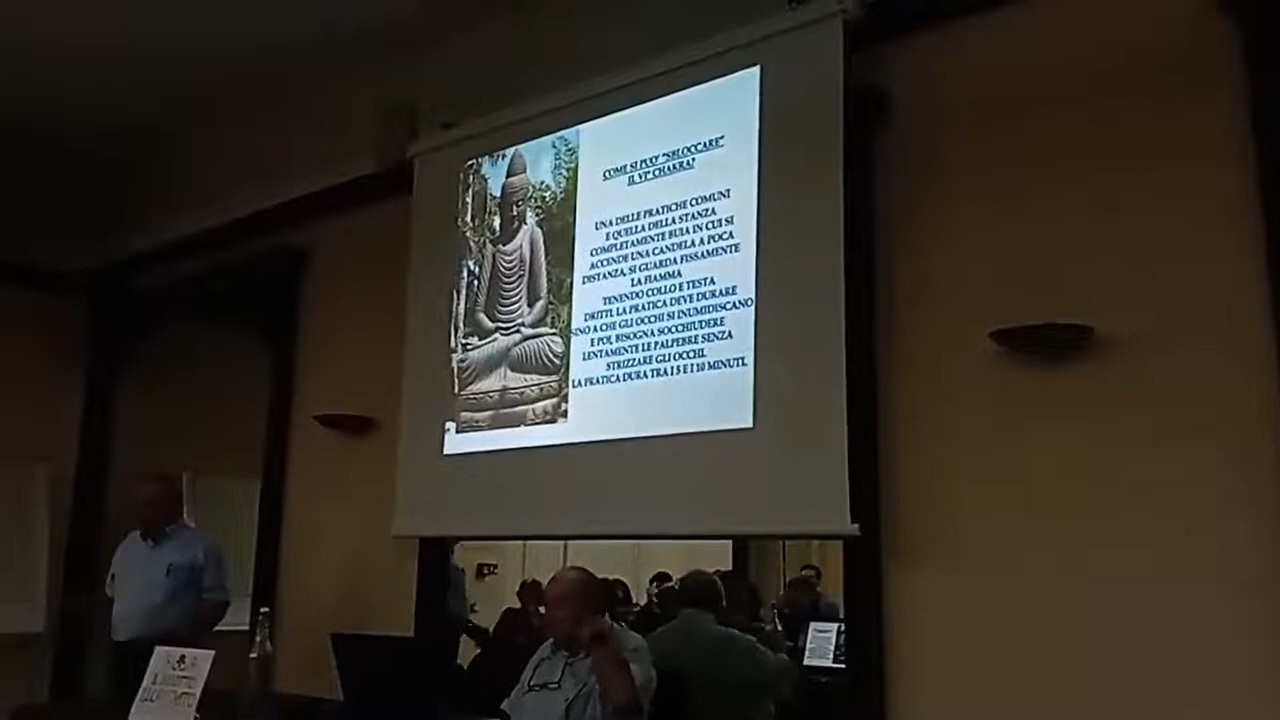 COME SI PUO' "SBLOCCARE"
IL VI° CHAKRA?
UNA DELLE PRATICHE COMUNI
E QUELLA DELLA STANZA
COMPLETAMENTE BUIA IN CUI SI
ACCENDE UNA CANDELA A POCA
DISTANZA, SI GUARDA FISSAMENTE
LA FIAMMA
TENENDO COLLO E TESTA
DRITTI. LA PRATICA DEVE DURARE
SINO A CHE GLI OCCHI SI INUMIDISCANO
E POI, BISOGNA SOCCHIUDERE
LENTAMENTE LE PALPEBRE SENZA
STRIZZARE GLI OCCHI.
LA PRATICA DURA TRA I 5 E I 10 MINUTI.